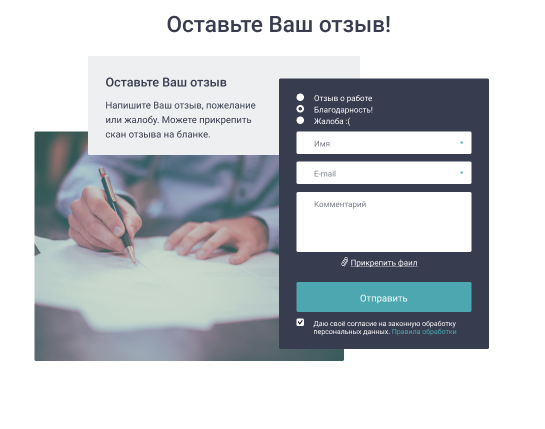 Оставьте Ваш отзыв!
Оставьте Ваш отзыв
Напишите Ваш отзыв, пожелание
или жалобу. Можете прикрепить
скан отзыва на бланке.
Отзыв о работе
Благодарность!
Жалоба :(
Имя *
E-mail *
Комментарий
Прикрепить фаил
Отправить
Даю своё согласие на законную обработку
персональных данных. Правила обработки